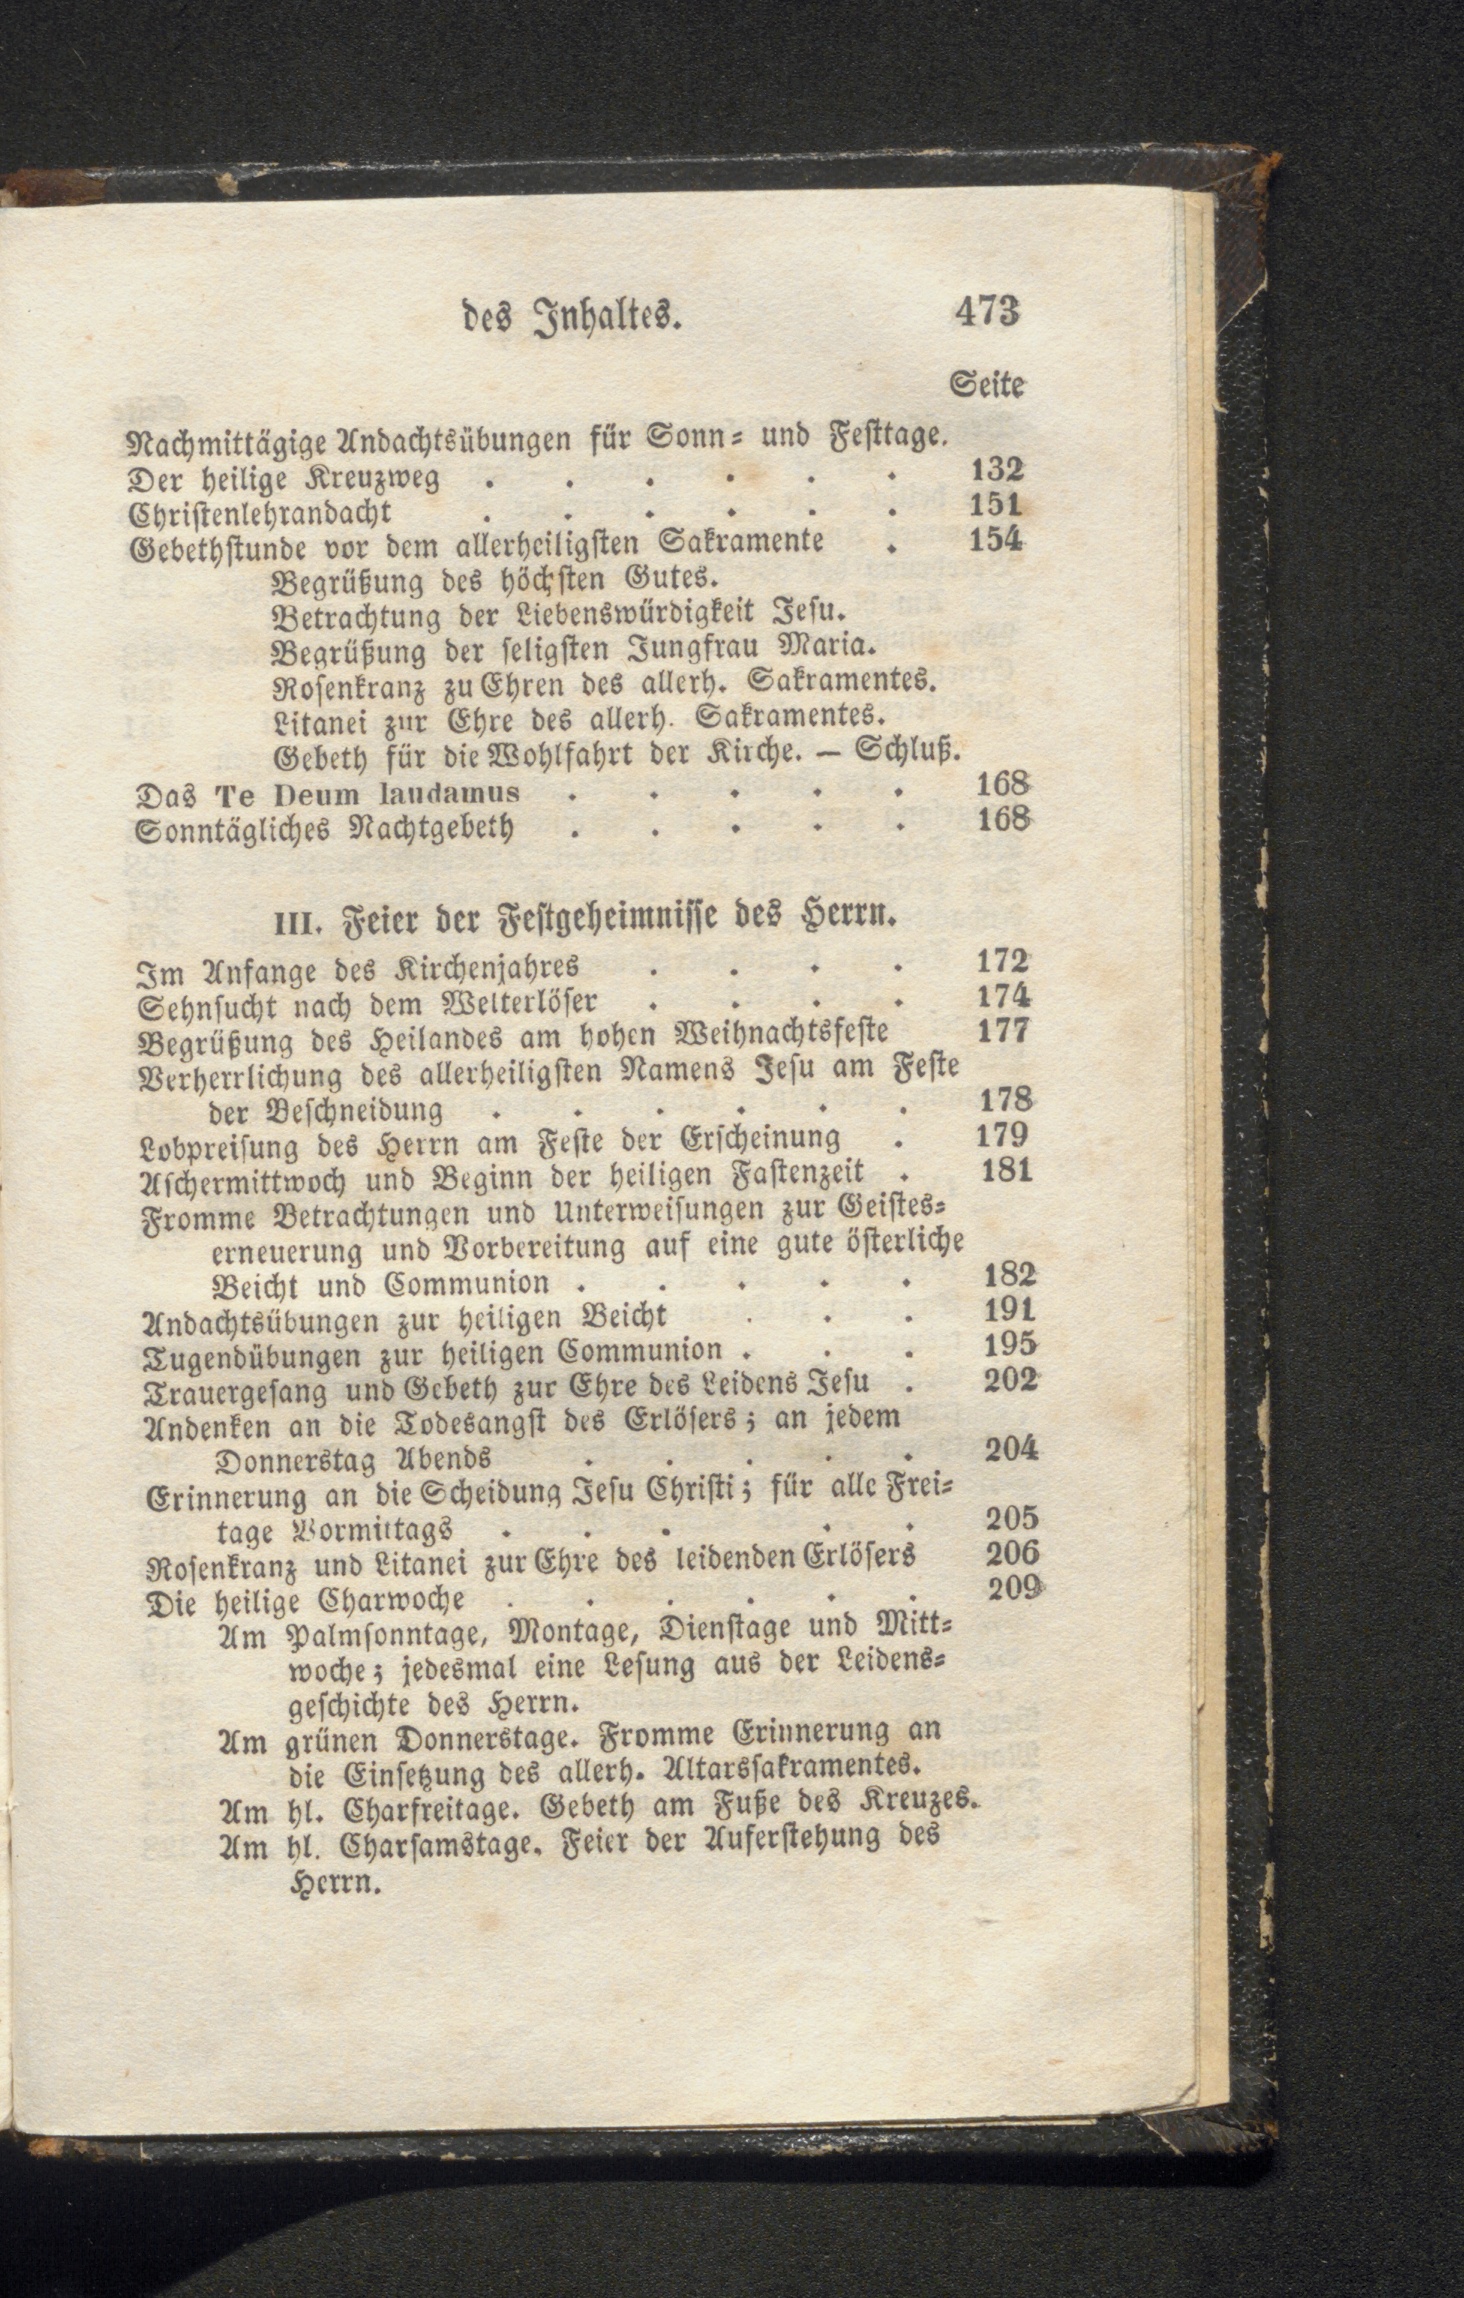 des Inhaltes. 473
Seite
Nachmittägige Andachtsübungen für Sonn= und Festtage.
Der heilige Kreuzweg . . . . . . 132
Christenlehrandacht . . . . . . 151
Gebethstunde vor dem allerheiligsten Sakramente . 154
Begrüßung des höchsten Gutes.
Betrachtung der Liebenswürdigkeit Jesu.
Begrüßung der seligsten Jungfrau Maria.
Rosenkranz zu Ehren des allerh. Sakramentes.
Litanei zur Ehre des allerh. Sakramentes.
Gebeth für die Wohlfahrt der Kirche. — Schluß.
Das Te Deum laudamus . . . . . 168
Sonntägliches Nachtgebeth . . . . . 168
III. Feier der Festgeheimnisse des Herrn.
Im Anfange des Kirchenjahres . . . . 172
Sehnsucht nach dem Welterlöser . . . . 174
Begrüßung des Heilandes am hohen Weihnachtsfeste 177
Verherrlichung des allerheiligsten Namens Jesu am Feste
der Beschneidung . . . . . . 178
Lobpreisung des Herrn am Feste der Erscheinung . 179
Aschermittwoch und Beginn der heiligen Fastenzeit . 181
Fromme Betrachtungen und Unterweisungen zur Geistes=
erneuerung und Vorbereitung auf eine gute österliche
Beicht und Communion . . . . . 182
Andachtsübungen zur heiligen Beicht . . . 191
Tugendübungen zur heiligen Communion . . . 195
Trauergesang und Gebeth zur Ehre des Leidens Jesu . 202
Andenken an die Todesangst des Erlösers; an jedem
Donnerstag Abends . . . . . 204
Erinnerung an die Scheidung Jesu Christi; für alle Frei=
tage Vormittags . . . . . 205
Rosenkranz und Litanei zur Ehre des leidenden Erlösers 206
Die heilige Charwoche . . . . . . 209
Am Palmsonntage, Montage, Dienstage und Mitt=
woche; jedesmal eine Lesung aus der Leidens=
geschichte des Herrn.
Am grünen Donnerstage. Fromme Erinnerung an
die Einsetzung des allerh. Altarssakramentes.
Am hl. Charfreitage. Gebeth am Fuße des Kreuzes.
Am hl. Charsamstage. Feier der Auferstehung des
Herrn.